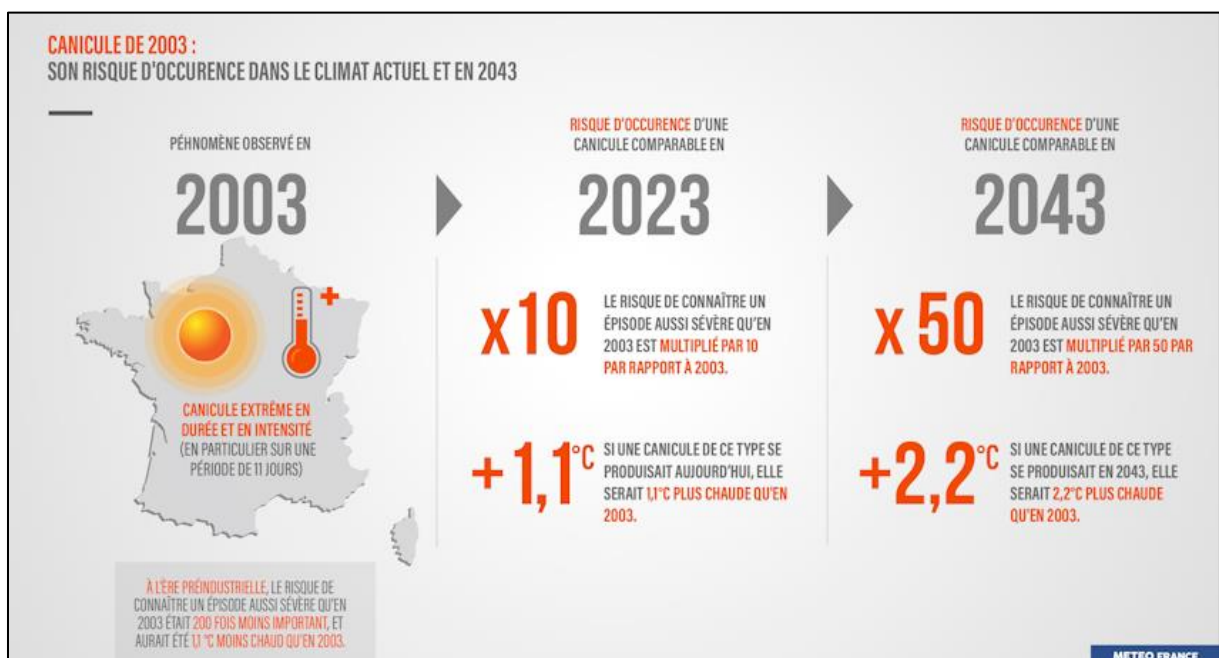 CANICULE DE 2003 :
SON RISQUE D'OCCURENCE DANS LE CLIMAT ACTUEL ET EN 2043
PÉHNOMÈNE OBSERVÉ EN
2003
+
CANICULE EXTRÊME EN
DURÉE ET EN INTENSITÉ
(EN PARTICULIER SUR UNE
PÉRIODE DE 11 JOURS)
À L'ÈRE PRÉINDUSTRIELLE, LE RISQUE DE
CONNAÎTRE UN ÉPISODE AUSSI SÉVÈRE QU'EN
2003 ÉTAIT 200 FOIS MOINS IMPORTANT, ET
AURAIT ÉTÉ 1,1 °C MOINS CHAUD QU'EN 2003.
RISQUE D'OCCURENCE D'UNE
CANICULE COMPARABLE EN
2023
x10
LE RISQUE DE CONNAÎTRE UN
ÉPISODE AUSSI SÉVÈRE QU'EN
2003 EST MULTIPLIÉ PAR 10
PAR RAPPORT À 2003.
+1,1°C
SI UNE CANICULE DE CE TYPE SE
PRODUISAIT AUJOURD'HUI, ELLE
SERAIT 1,1°C PLUS CHAUDE QU'EN
2003.
RISQUE D'OCCURENCE D'UNE
CANICULE COMPARABLE EN
2043
x 50
LE RISQUE DE CONNAÎTRE UN
ÉPISODE AUSSI SÉVÈRE QU'EN
2003 EST MULTIPLIÉ PAR 50 PAR
RAPPORT À 2003.
+2,2°C
SI UNE CANICULE DE CE TYPE
SE PRODUISAIT EN 2043, ELLE
SERAIT 2,2°C PLUS CHAUDE
QU'EN 2003.
METEO FRANCE